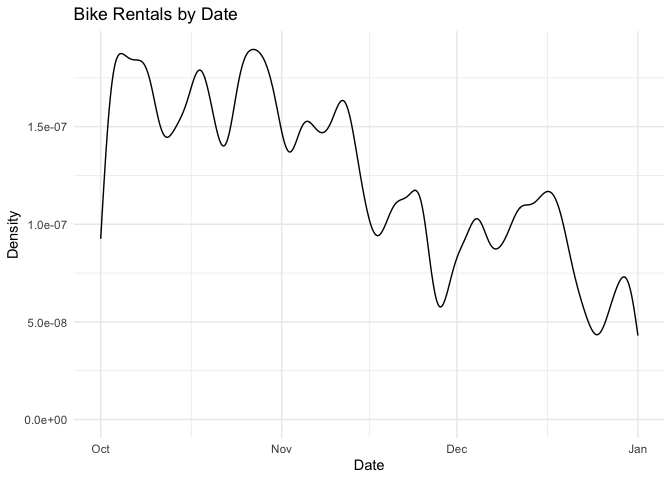 Bike Rentals by Date
Density
1.5e−07
1.0e−07
5.0e−08
0.0e+00
Oct Nov Dec Jan
Date